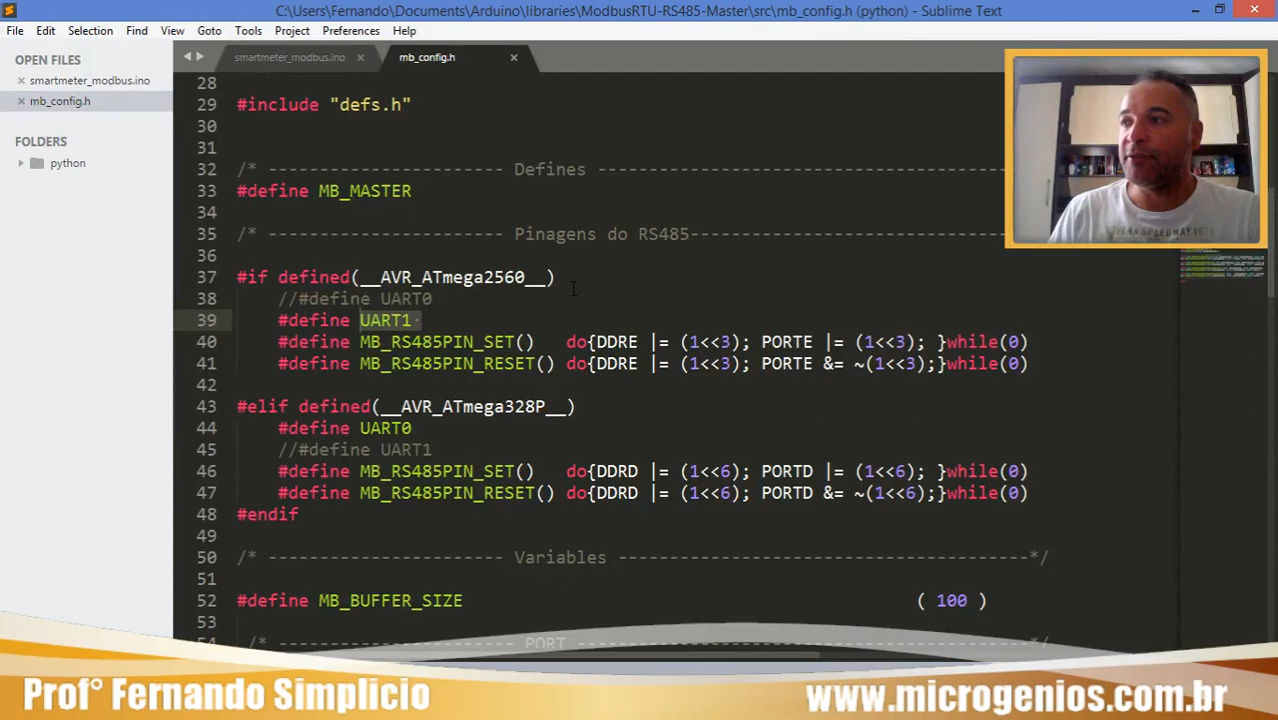 C:\Users\Fernando\Documents\Arduino\libraries\ModbusRTU-RS485-Master\src\mb_config.h (python) - Sublime Text
File Edit Selection Find View Goto Tools Project Preferences Help
OPEN FILES
smartmeter_modbus.ino
mb_config.h
FOLDERS
python
smartmeter_modbus.ino mb_config.h
28
29 #include "defs.h"
30
31
32 /* ----------------------- Defines ----------------------------------------
33 #define MB_MASTER
34
35 /* ----------------------- Pinagens do RS485-------------------------------
36
37 #if defined(__AVR_ATmega2560__)
38 //#define UART0
39 #define UART1
40 #define MB_RS485PIN_SET() do{DDRE |= (1<<3); PORTE |= (1<<3); }while(0)
41 #define MB_RS485PIN_RESET() do{DDRE |= (1<<3); PORTE &= ~(1<<3);}while(0)
42
43 #elif defined(__AVR_ATmega328P__)
44 #define UART0
45 //#define UART1
46 #define MB_RS485PIN_SET() do{DDRD |= (1<<6); PORTD |= (1<<6); }while(0)
47 #define MB_RS485PIN_RESET() do{DDRD |= (1<<6); PORTD &= ~(1<<6);}while(0)
48 #endif
49
50 /* ----------------------- Variables ----------------------------------------*/
51
52 #define MB_BUFFER_SIZE ( 100 )
53
54 /* ----------------------- PORT ----------------------------------------*/
Prof° Fernando Simplicio
www.microgenios.com.br